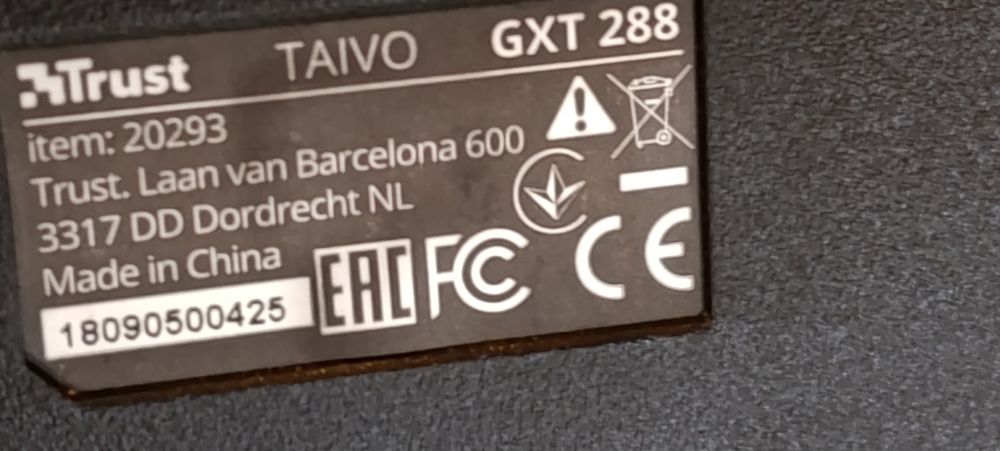 Trust TAIVO GXT 288
item: 20293
Trust. Laan van Barcelona 600
3317 DD Dordrecht NL
Made in China
18090500425
EAC FC CE